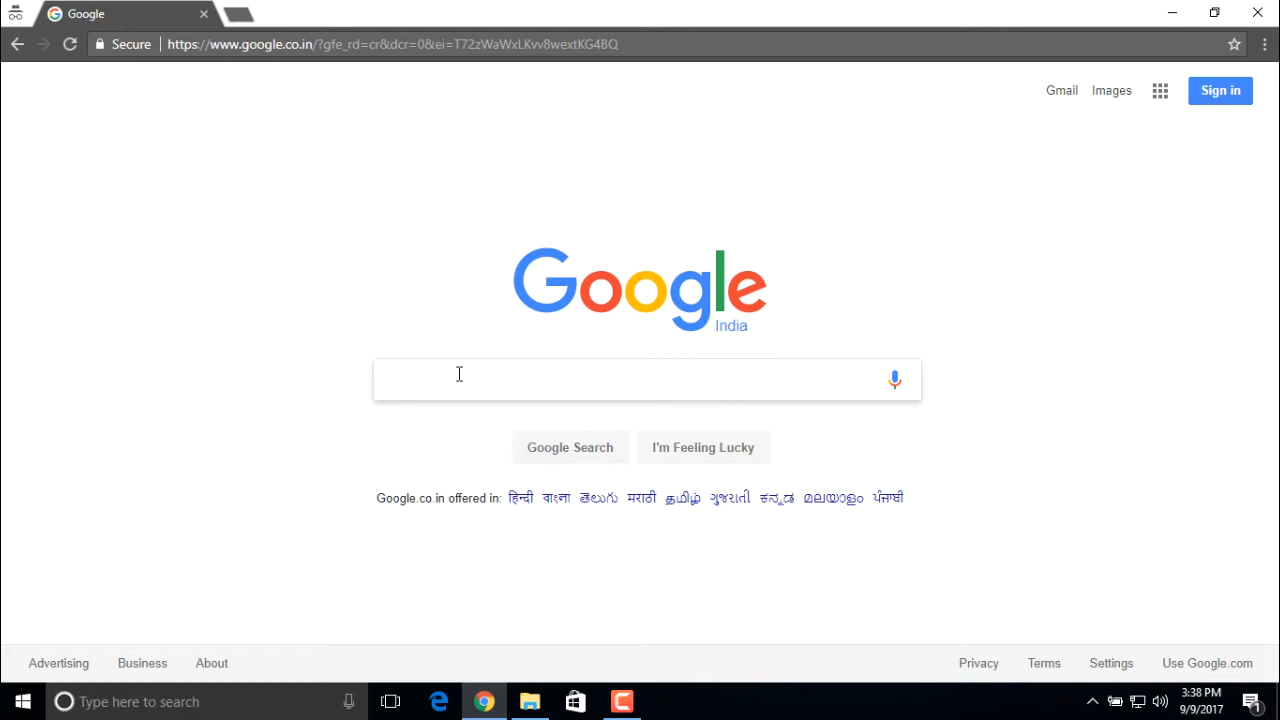 Google
Secure https://www.google.co.in/?gfe_rd=cr&dcr=0&ei=T72zWaWxLKvv8wextKG4BQ
Gmail Images Sign in
Google
India
Google Search I'm Feeling Lucky
Google.co.in offered in: हिन्दी বাংলা తెలుగు मराठी தமிழ் ગુજરાતી ಕನ್ನಡ മലയാളം ਪੰਜਾਬੀ
Advertising Business About Privacy Terms Settings Use Google.com
Type here to search 3:38 PM
9/9/2017 1